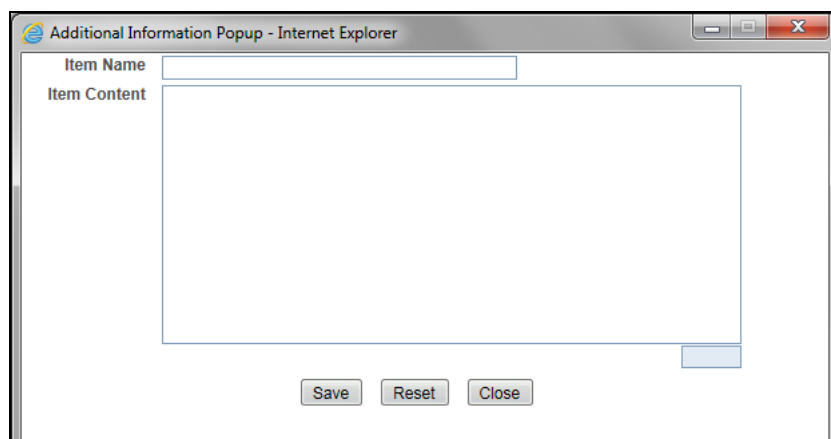 Additional Information Popup - Internet Explorer
Item Name
Item Content
Save Reset Close